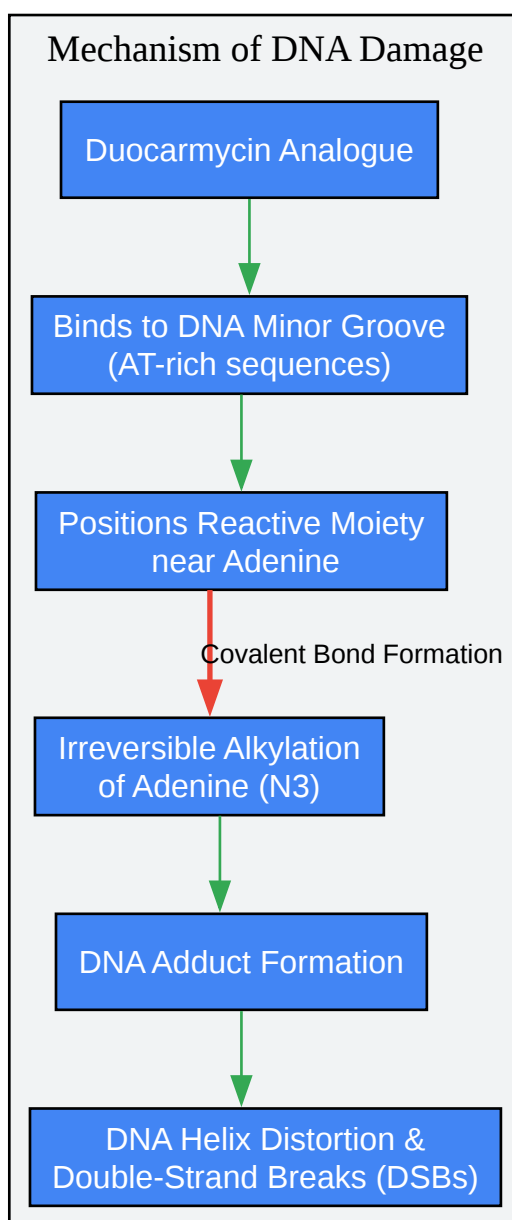 Mechanism of DNA Damage
Duocarmycin Analogue
Binds to DNA Minor Groove
(AT-rich sequences)
Positions Reactive Moiety
near Adenine
Covalent Bond Formation
Irreversible Alkylation
of Adenine (N3)
DNA Adduct Formation
DNA Helix Distortion &
Double-Strand Breaks (DSBs)